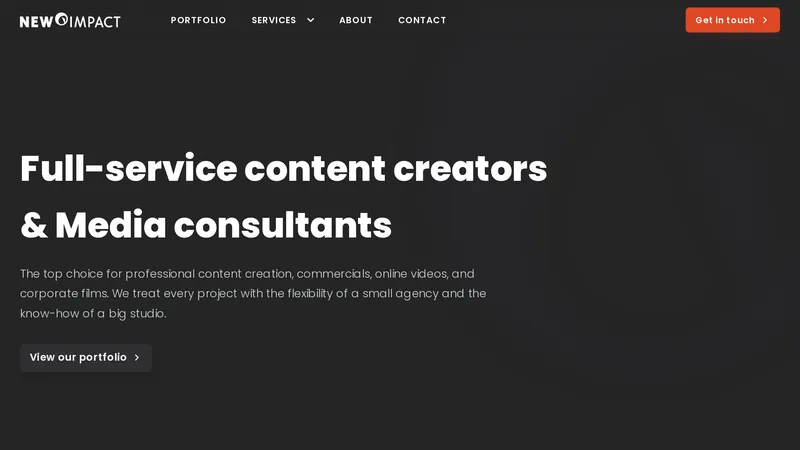 NEW IMPACT
PORTFOLIO
SERVICES
ABOUT
CONTACT
Get in touch
Full-service content creators
& Media consultants
The top choice for professional content creation, commercials, online videos, and
corporate films. We treat every project with the flexibility of a small agency and the
know-how of a big studio.
View our portfolio